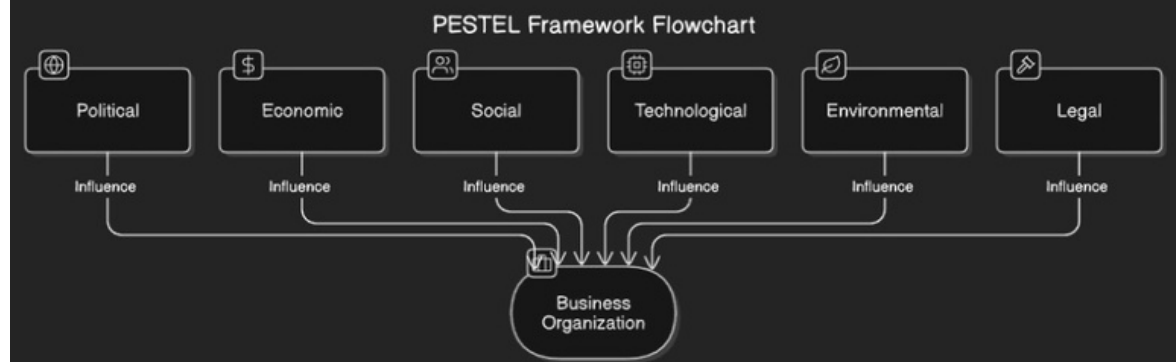 PESTEL Framework Flowchart
Political
Economic
Social
Technological
Environmental
Legal
Influence
Influence
Influence
Influence
Influence
Influence
Business
Organization